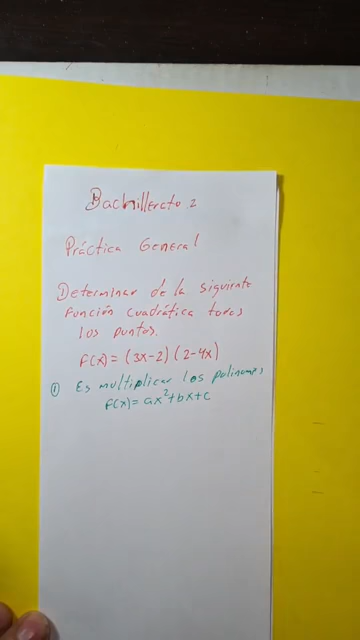 Bachillerato 2
Práctica General
Determinar de la siguiente
función cuadrática todos
los puntos.
F(x) = (3x-2) (2-4x)
① Es multiplicar los polinomios
F(x) = ax²+bx+c